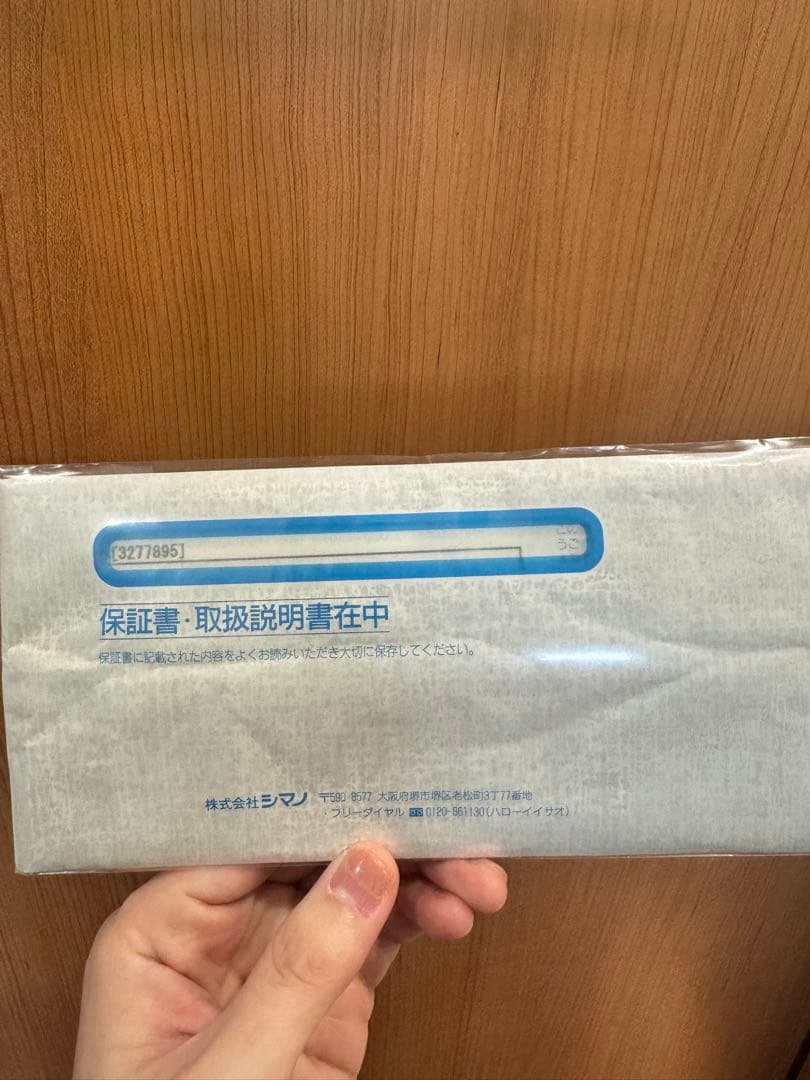 [3277895]
うご
保証書・取扱説明書在中
保証書に記載された内容をよくお読みいただき大切に保存してください。
株式会社シマノ 〒590-8577 大阪府堺市堺区老松町3丁77番地
・フリーダイヤル 0120-861130(ハローイイサオ)